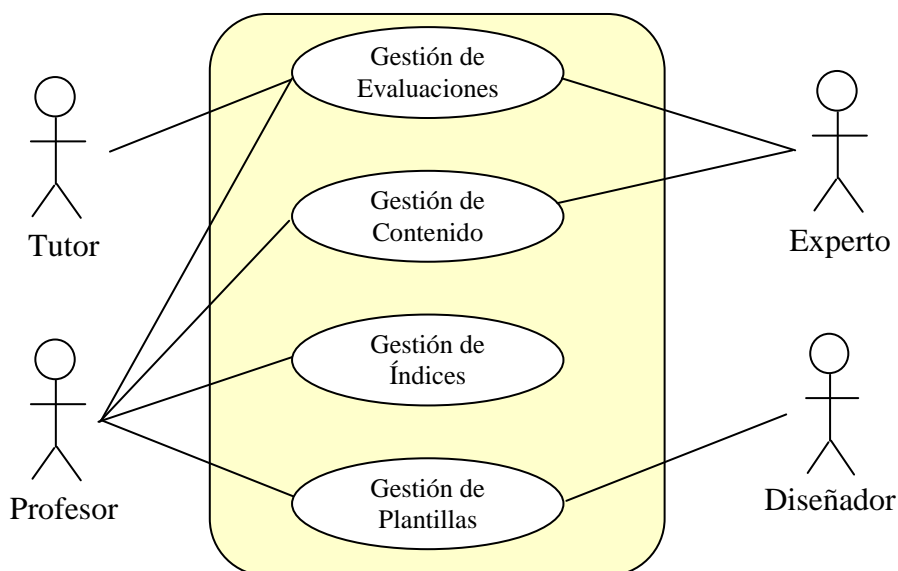 Gestión de
Evaluaciones
Tutor
Gestión de
Contenido
Experto
Gestión de
Índices
Profesor
Gestión de
Plantillas
Diseñador